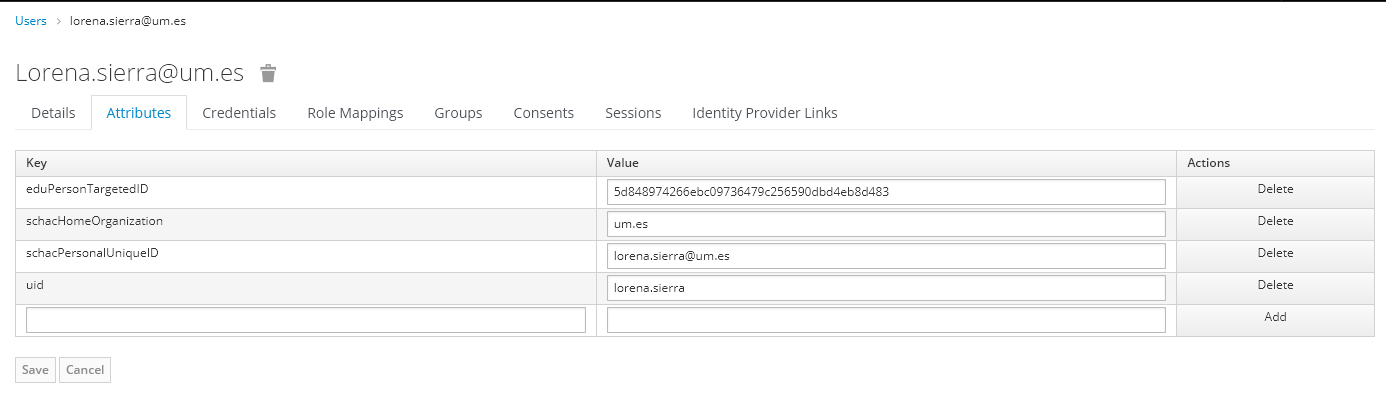 Users > lorena.sierra@um.es
Lorena.sierra@um.es
Details Attributes Credentials Role Mappings Groups Consents Sessions Identity Provider Links
Key Value Actions
eduPersonTargetedID 5d848974266ebc09736479c256590dbd4eb8d483 Delete
schacHomeOrganization um.es Delete
schacPersonalUniqueID lorena.sierra@um.es Delete
uid lorena.sierra Delete
Add
Save Cancel